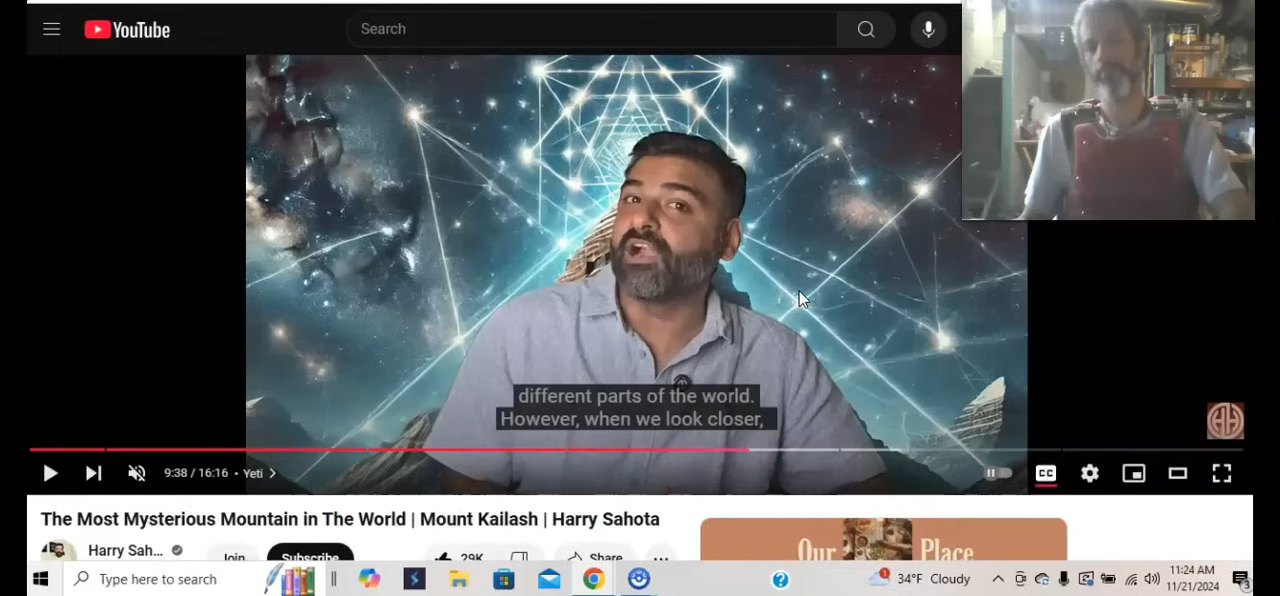 YouTube
Search
different parts of the world.
However, when we look closer,
9:38 / 16:16 • Yeti >
CC
The Most Mysterious Mountain in The World | Mount Kailash | Harry Sahota
Harry Sah...
Join
Subscribe
29K
Share
Our Place
Type here to search
34°F Cloudy
11:24 AM
11/21/2024